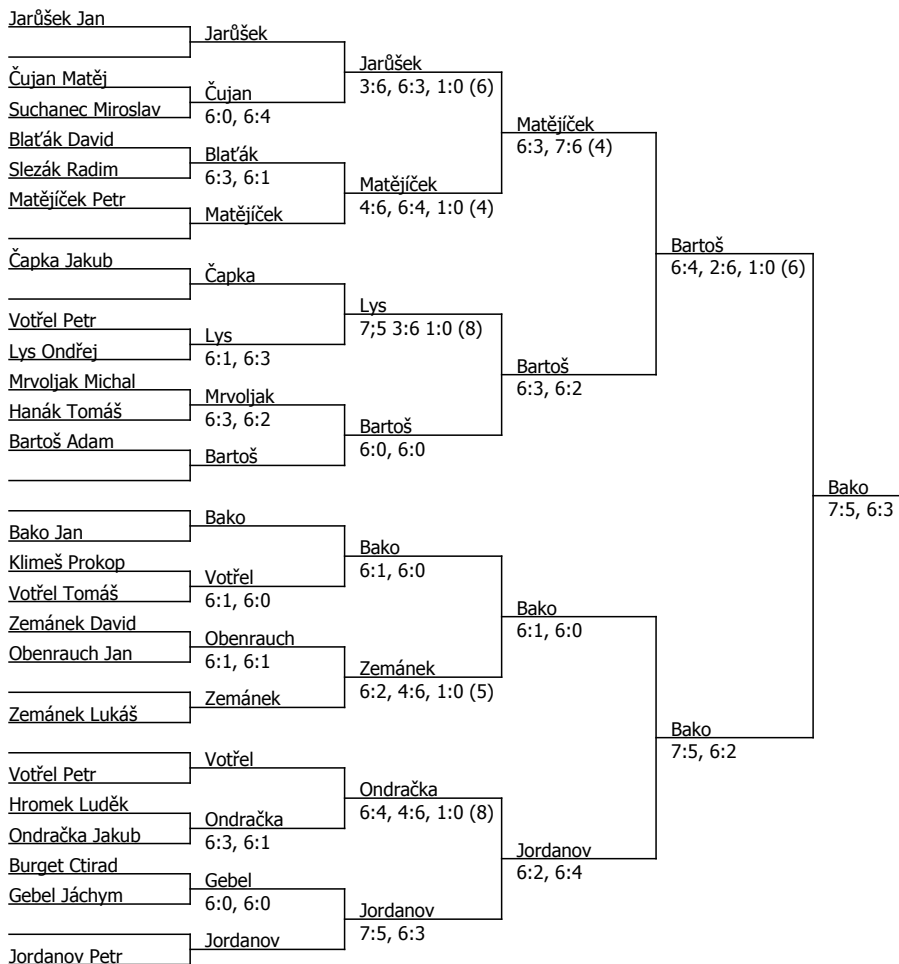 Jarůšek Jan
Čujan Matěj
Suchanec Miroslav
Blaťák David
Slezák Radim
Matějíček Petr
Čapka Jakub
Votřel Petr
Lys Ondřej
Mrvoljak Michal
Hanák Tomáš
Bartoš Adam
Bako Jan
Klimeš Prokop
Votřel Tomáš
Zemánek David
Obenrauch Jan
Zemánek Lukáš
Votřel Petr
Hromek Luděk
Ondračka Jakub
Burget Ctirad
Gebel Jáchym
Jordanov Petr
Jarůšek
Čujan
6:0, 6:4
Blaťák
6:3, 6:1
Matějíček
Čapka
Lys
6:1, 6:3
Mrvoljak
6:3, 6:2
Bartoš
Bako
Votřel
6:1, 6:0
Obenrauch
6:1, 6:1
Zemánek
Votřel
Ondračka
6:3, 6:1
Gebel
6:0, 6:0
Jordanov
Jarůšek
3:6, 6:3, 1:0 (6)
Matějíček
4:6, 6:4, 1:0 (4)
Lys
7;5 3:6 1:0 (8)
Bartoš
6:0, 6:0
Bako
6:1, 6:0
Zemánek
6:2, 4:6, 1:0 (5)
Ondračka
6:4, 4:6, 1:0 (8)
Jordanov
7:5, 6:3
Matějíček
6:3, 7:6 (4)
Bartoš
6:3, 6:2
Bako
6:1, 6:0
Jordanov
6:2, 6:4
Bartoš
6:4, 2:6, 1:0 (6)
Bako
7:5, 6:2
Bako
7:5, 6:3